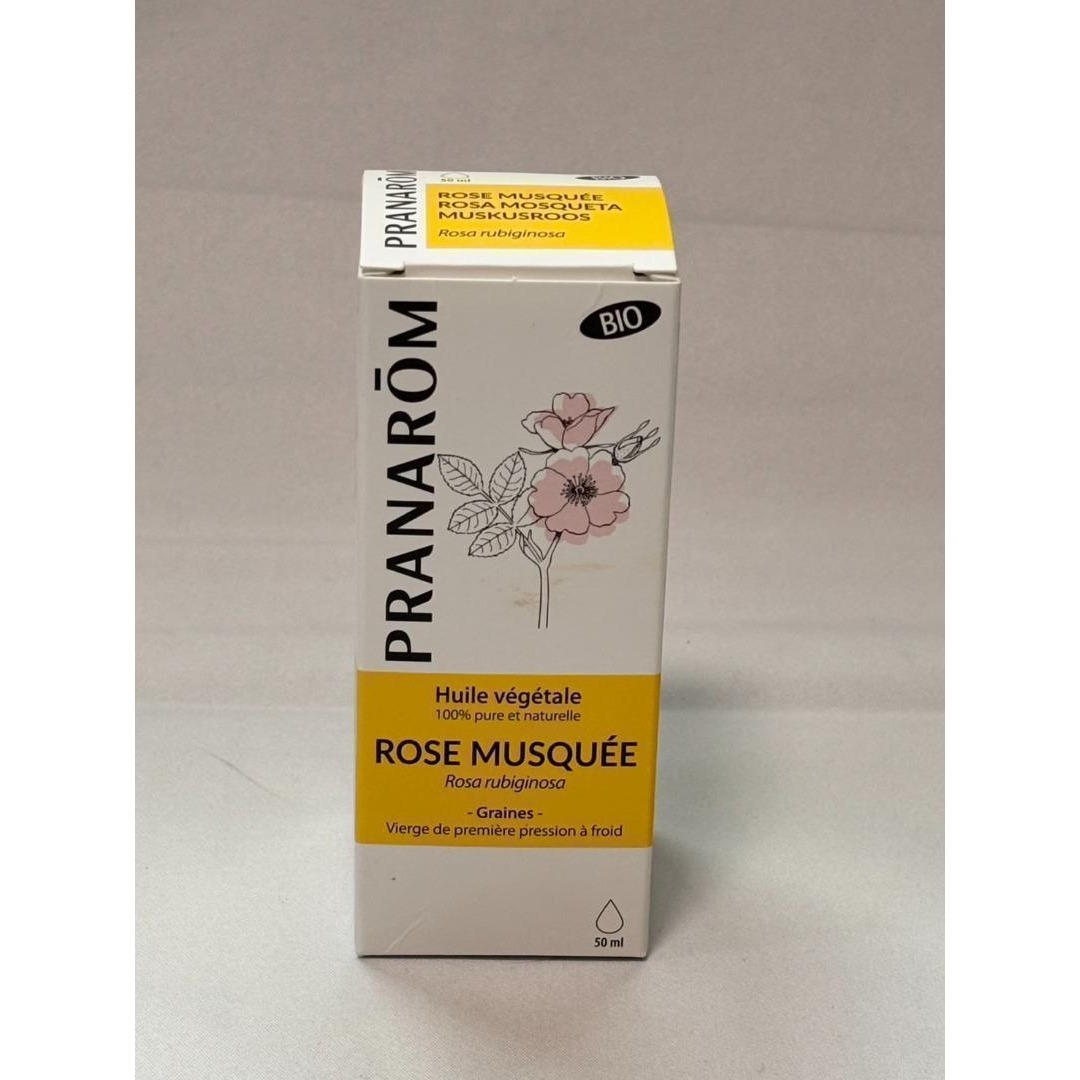 PRANARŌM
50 ml
BIO
ROSE MUSQUÉE
ROSA MOSQUETA
MUSKUSROOS
Rosa rubiginosa
PRANARŌM
BIO
Huile végétale
100% pure et naturelle
ROSE MUSQUÉE
Rosa rubiginosa
- Graines -
Vierge de première pression à froid
50 ml